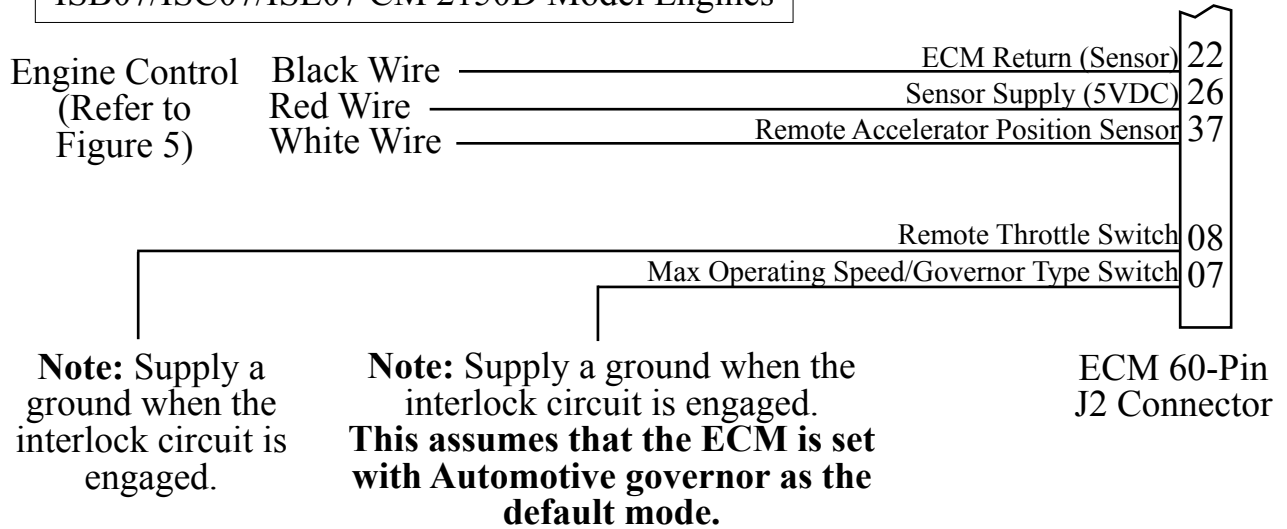 ISB07/ISC07/ISL07 CM 2150D Model Engines
Engine Control
(Refer to
Figure 5)
Black Wire
Red Wire
White Wire
ECM Return (Sensor) 22
Sensor Supply (5VDC) 26
Remote Accelerator Position Sensor 37
Remote Throttle Switch 08
Max Operating Speed/Governor Type Switch 07
Note: Supply a
ground when the
interlock circuit is
engaged.
Note: Supply a ground when the
interlock circuit is engaged.
This assumes that the ECM is set
with Automotive governor as the
default mode.
ECM 60-Pin
J2 Connector